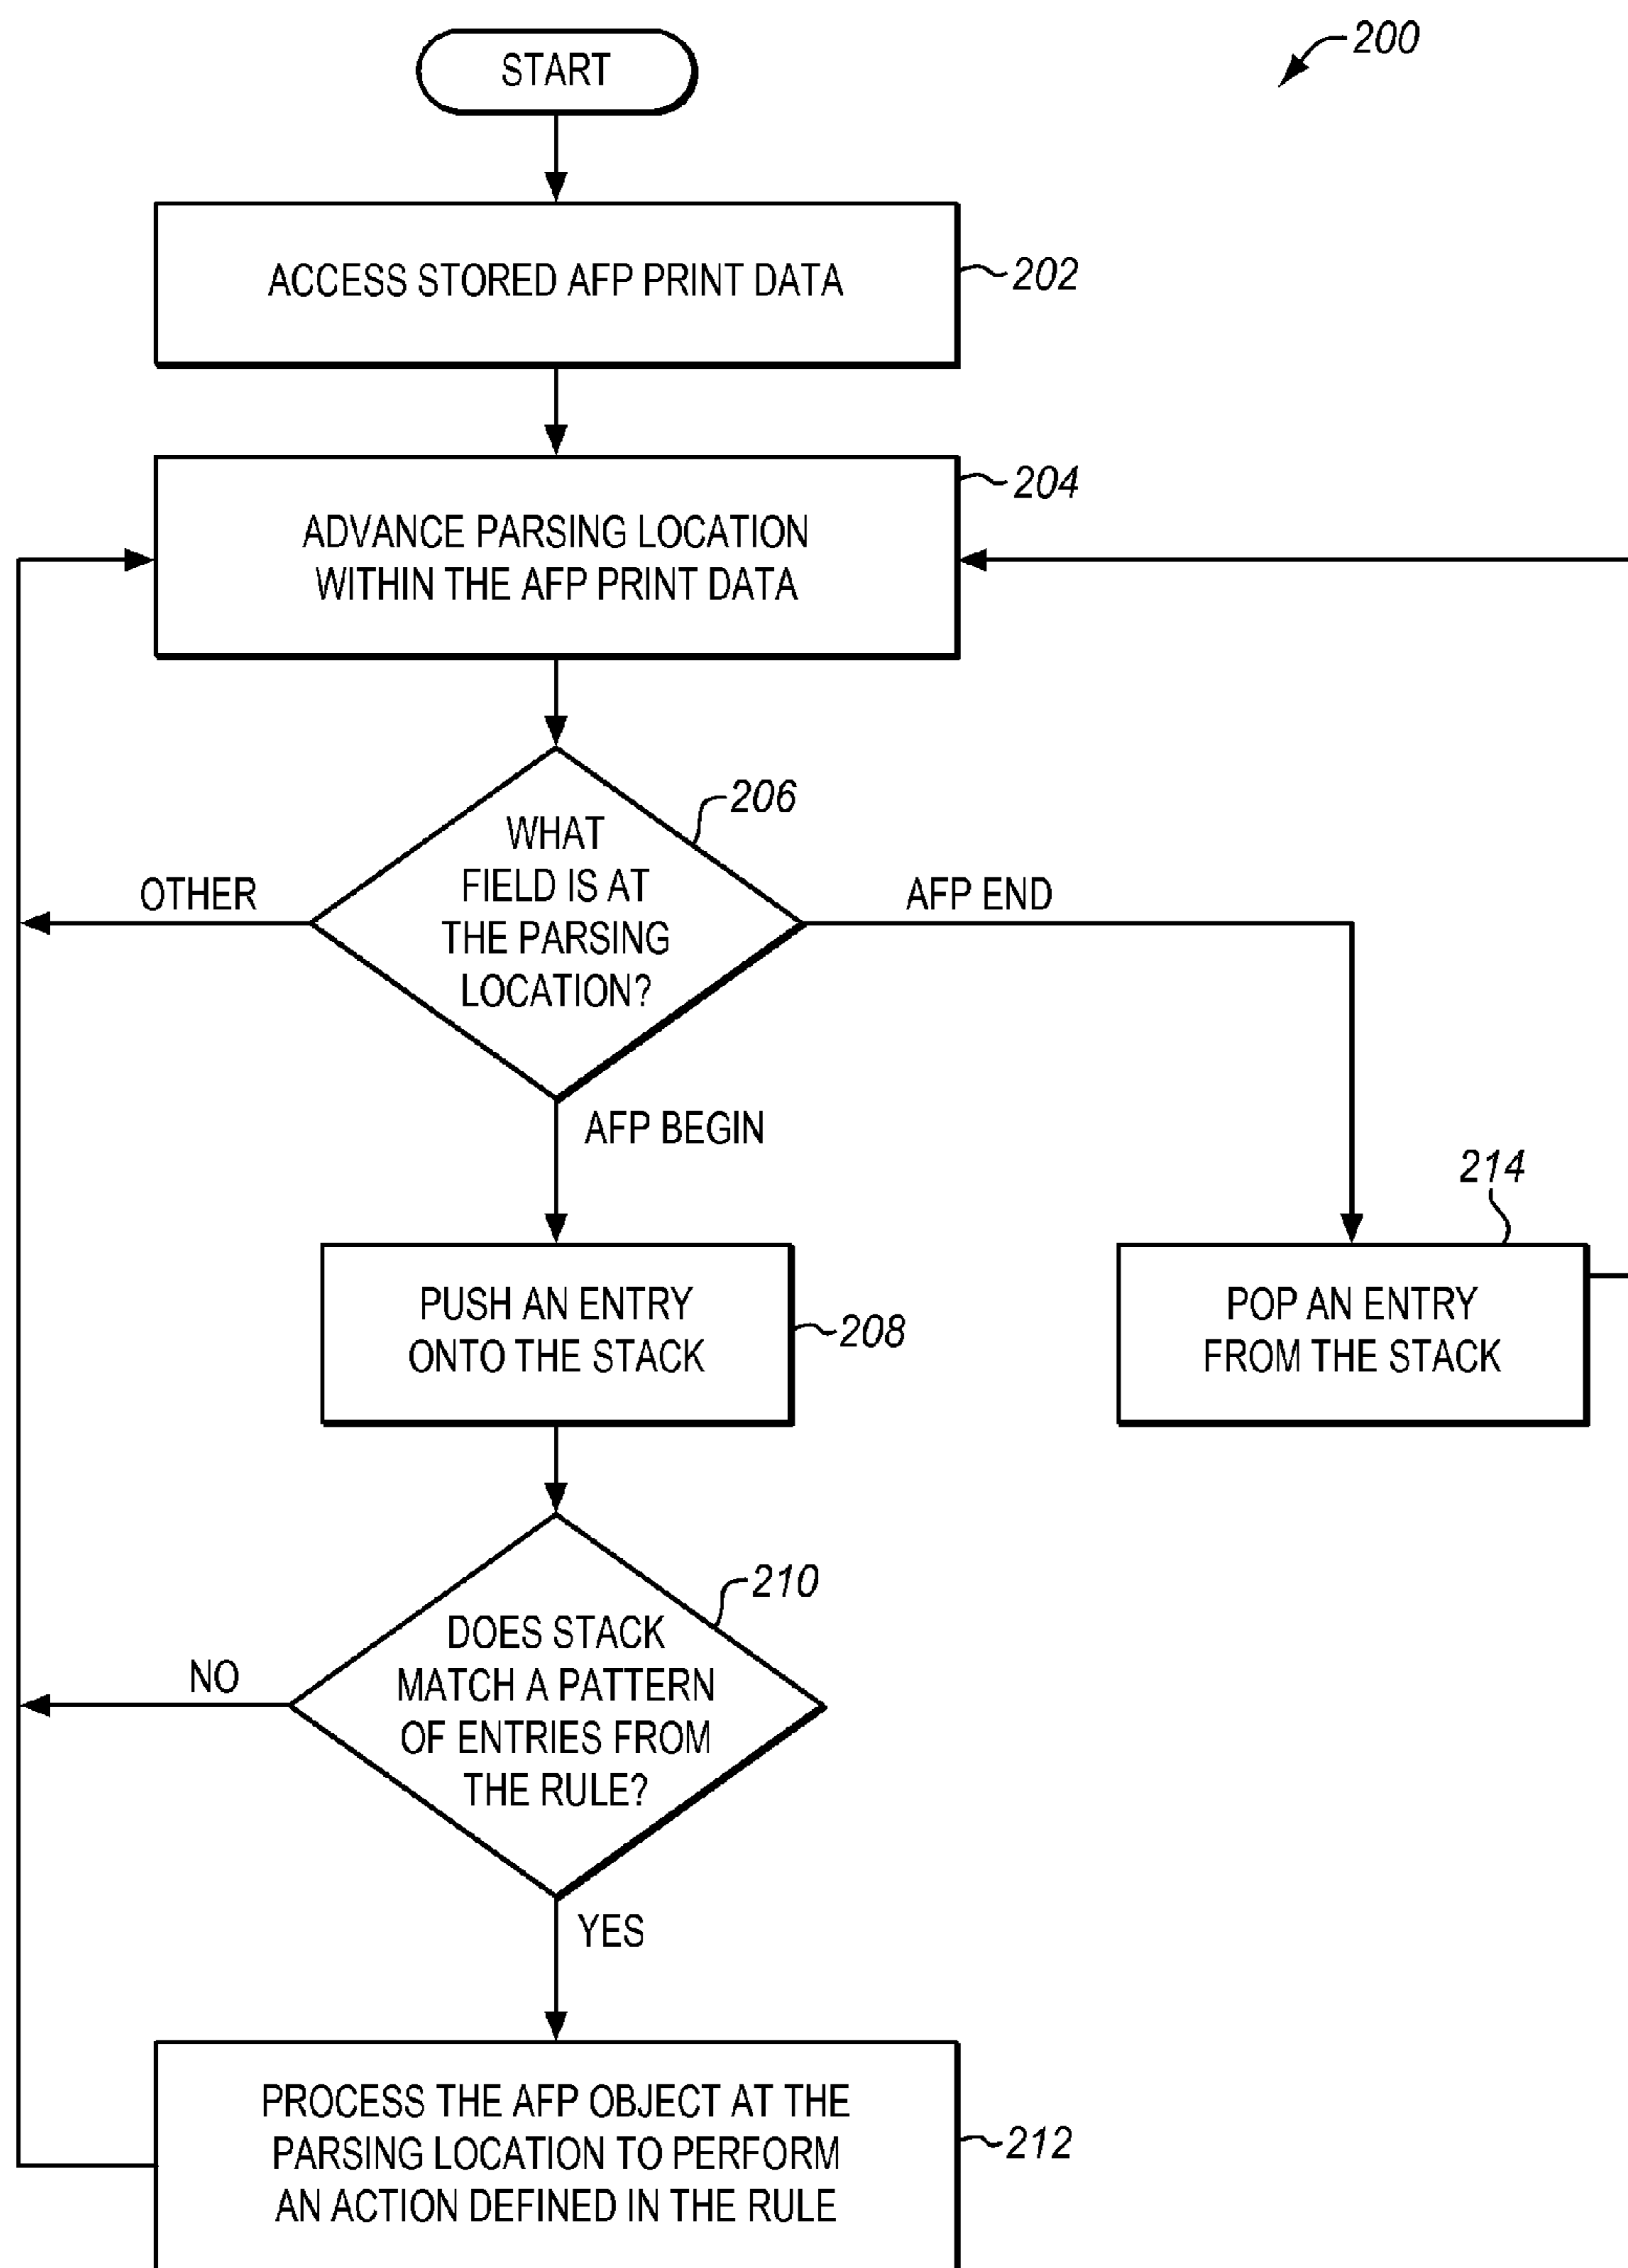 START
200
ACCESS STORED AFP PRINT DATA
202
204
ADVANCE PARSING LOCATION
WITHIN THE AFP PRINT DATA
206
WHAT
FIELD IS AT
THE PARSING
LOCATION?
OTHER
AFP END
AFP BEGIN
214
PUSH AN ENTRY
ONTO THE STACK
208
POP AN ENTRY
FROM THE STACK
210
DOES STACK
MATCH A PATTERN
OF ENTRIES FROM
THE RULE?
NO
YES
PROCESS THE AFP OBJECT AT THE
PARSING LOCATION TO PERFORM
AN ACTION DEFINED IN THE RULE
212